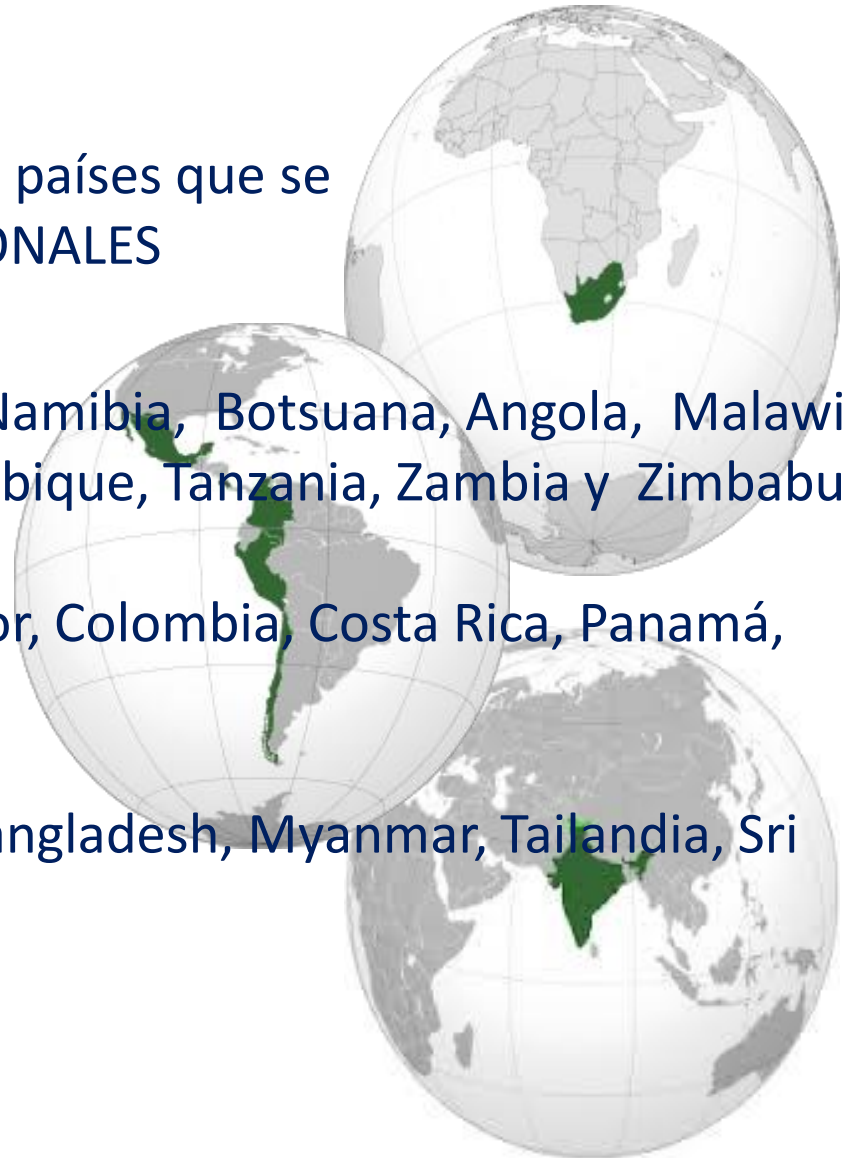 países que se
ONALES
Namibia, Botsuana, Angola, Malawi
bique, Tanzania, Zambia y Zimbabu
or, Colombia, Costa Rica, Panamá,
angladesh, Myanmar, Tailandia, Sri